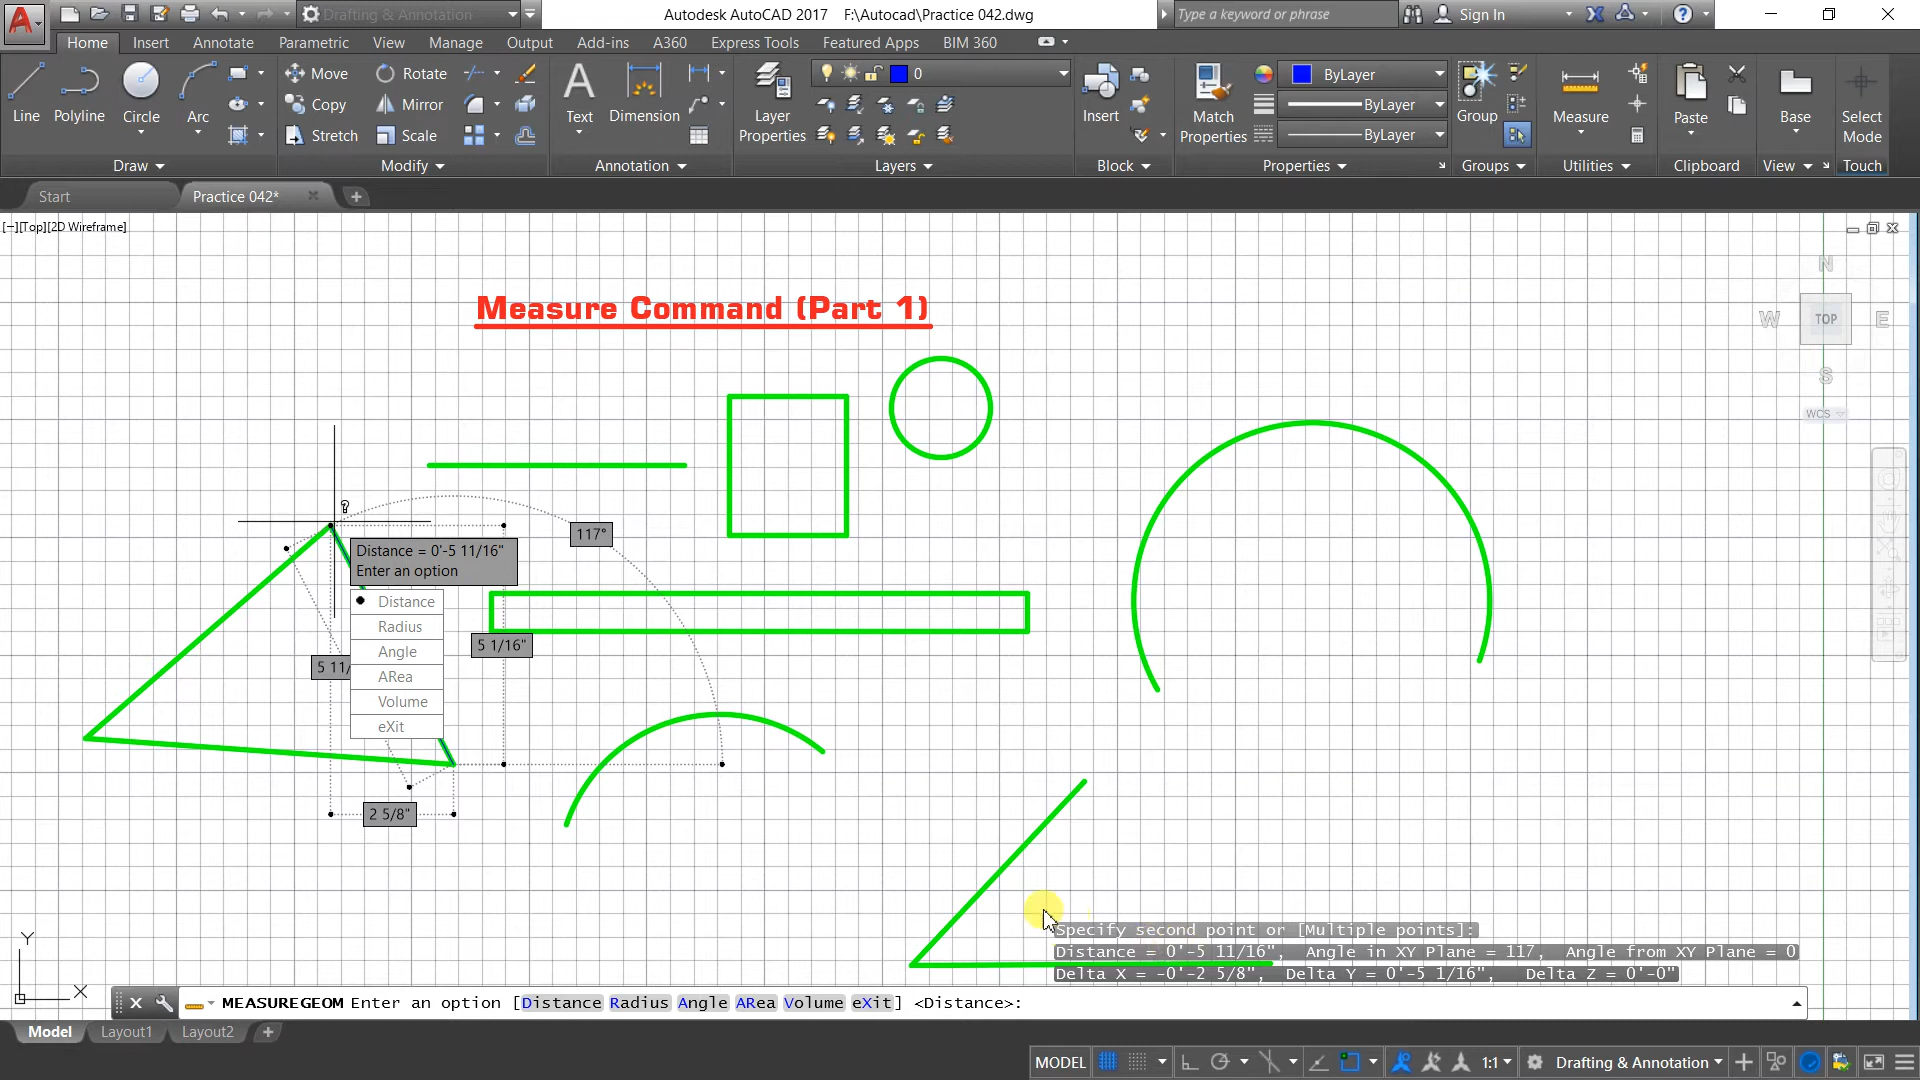 Drafting & Annotation
Autodesk AutoCAD 2017 F:\Autocad\Practice 042.dwg
Type a keyword or phrase
Sign In
Home Insert Annotate Parametric View Manage Output Add-ins A360 Express Tools Featured Apps BIM 360
Line Polyline Circle Arc
Move Rotate
Copy Mirror
Stretch Scale
Text Dimension
Layer Properties
0
Insert
Match Properties
ByLayer
ByLayer
ByLayer
Group
Measure
Paste
Base
Select Mode
Draw Modify Annotation Layers Block Properties Groups Utilities Clipboard View Touch
Start Practice 042*
[−][Top][2D Wireframe]
N
W TOP E
S
WCS
Measure Command (Part 1)
117°
Distance = 0'-5 11/16"
Enter an option
Distance
Radius
Angle
ARea
Volume
eXit
5 1/16"
5 11/
2 5/8"
Specify second point or [Multiple points]:
Distance = 0'-5 11/16", Angle in XY Plane = 117, Angle from XY Plane = 0
Delta X = -0'-2 5/8", Delta Y = 0'-5 1/16", Delta Z = 0'-0"
Y
X
MEASUREGEOM Enter an option [Distance Radius Angle ARea Volume eXit] <Distance>:
Model Layout1 Layout2
MODEL 1:1 Drafting & Annotation